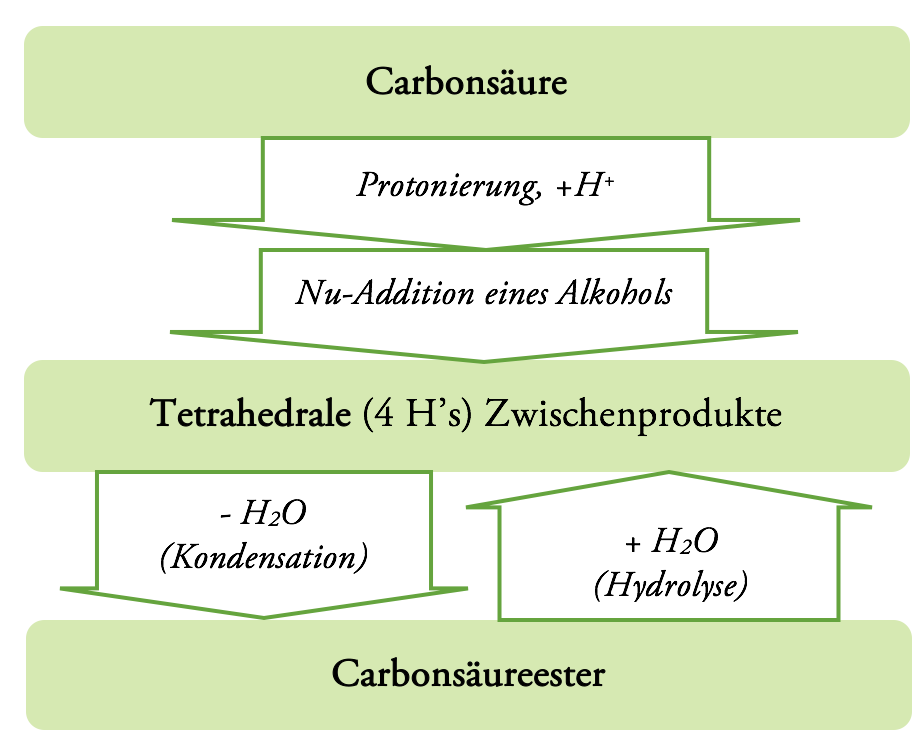 Carbonsäure
Protonierung, +H⁺
Nu-Addition eines Alkohols
Tetrahedrale (4 H’s) Zwischenprodukte
- H₂O
(Kondensation)
+ H₂O
(Hydrolyse)
Carbonsäureester